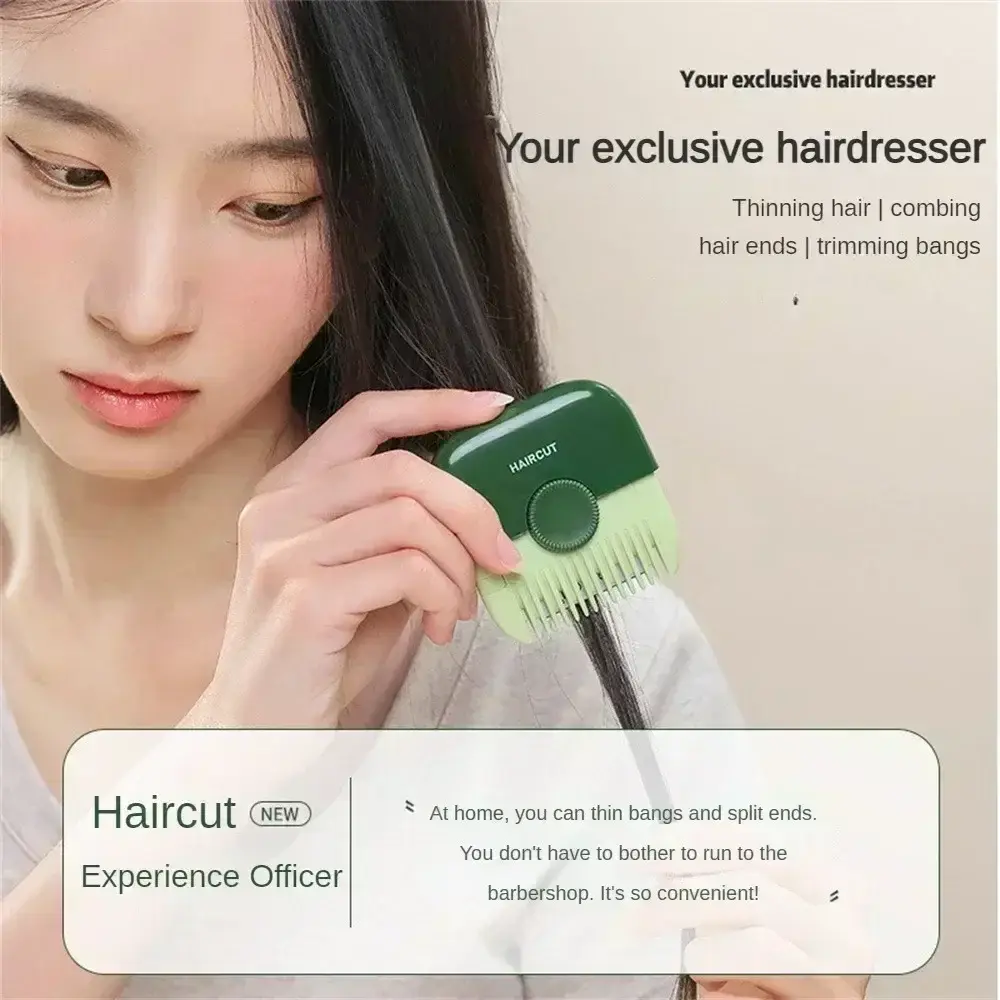 Your exclusive hairdresser
Your exclusive hairdresser
Thinning hair | combing
hair ends | trimming bangs
HAIRCUT
Haircut NEW
Experience Officer
At home, you can thin bangs and split ends.
You don't have to bother to run to the
barbershop. It's so convenient!